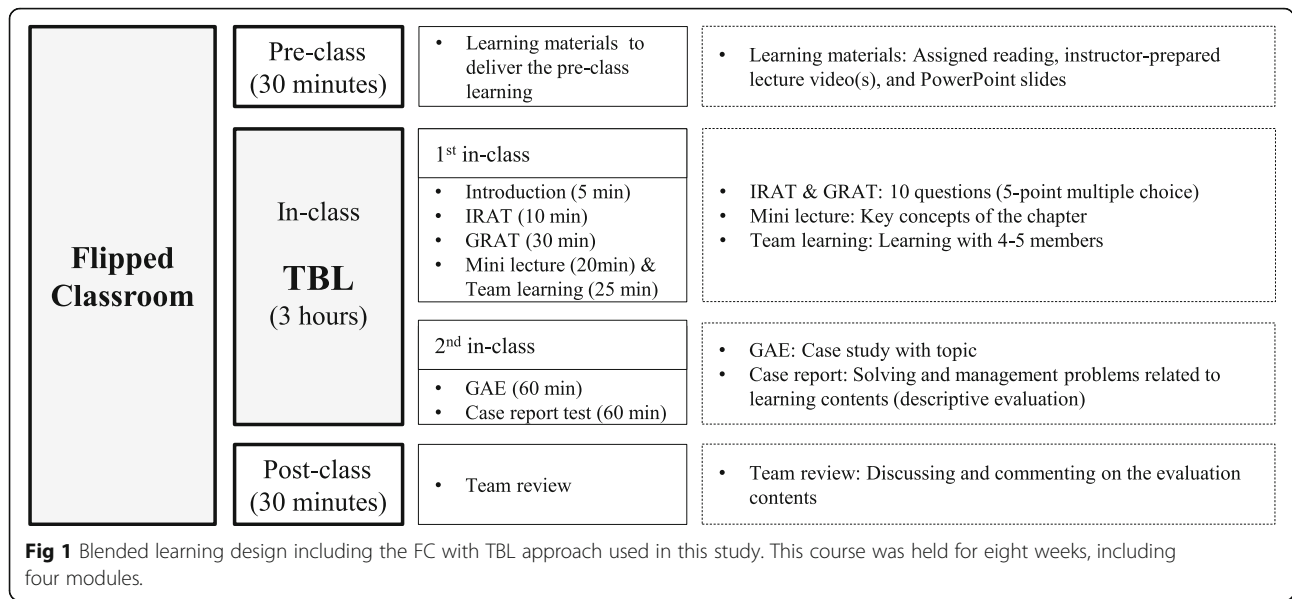 Flipped
Classroom
Pre-class
(30 minutes)
• Learning materials to
deliver the pre-class
learning
• Learning materials: Assigned reading, instructor-prepared
lecture video(s), and PowerPoint slides
In-class
TBL
(3 hours)
1st in-class
• Introduction (5 min)
• IRAT (10 min)
• GRAT (30 min)
• Mini lecture (20min) &
Team learning (25 min)
• IRAT & GRAT: 10 questions (5-point multiple choice)
• Mini lecture: Key concepts of the chapter
• Team learning: Learning with 4-5 members
2nd in-class
• GAE (60 min)
• Case report test (60 min)
• GAE: Case study with topic
• Case report: Solving and management problems related to
learning contents (descriptive evaluation)
Post-class
(30 minutes)
• Team review
• Team review: Discussing and commenting on the evaluation
contents
Fig 1 Blended learning design including the FC with TBL approach used in this study. This course was held for eight weeks, including
four modules.